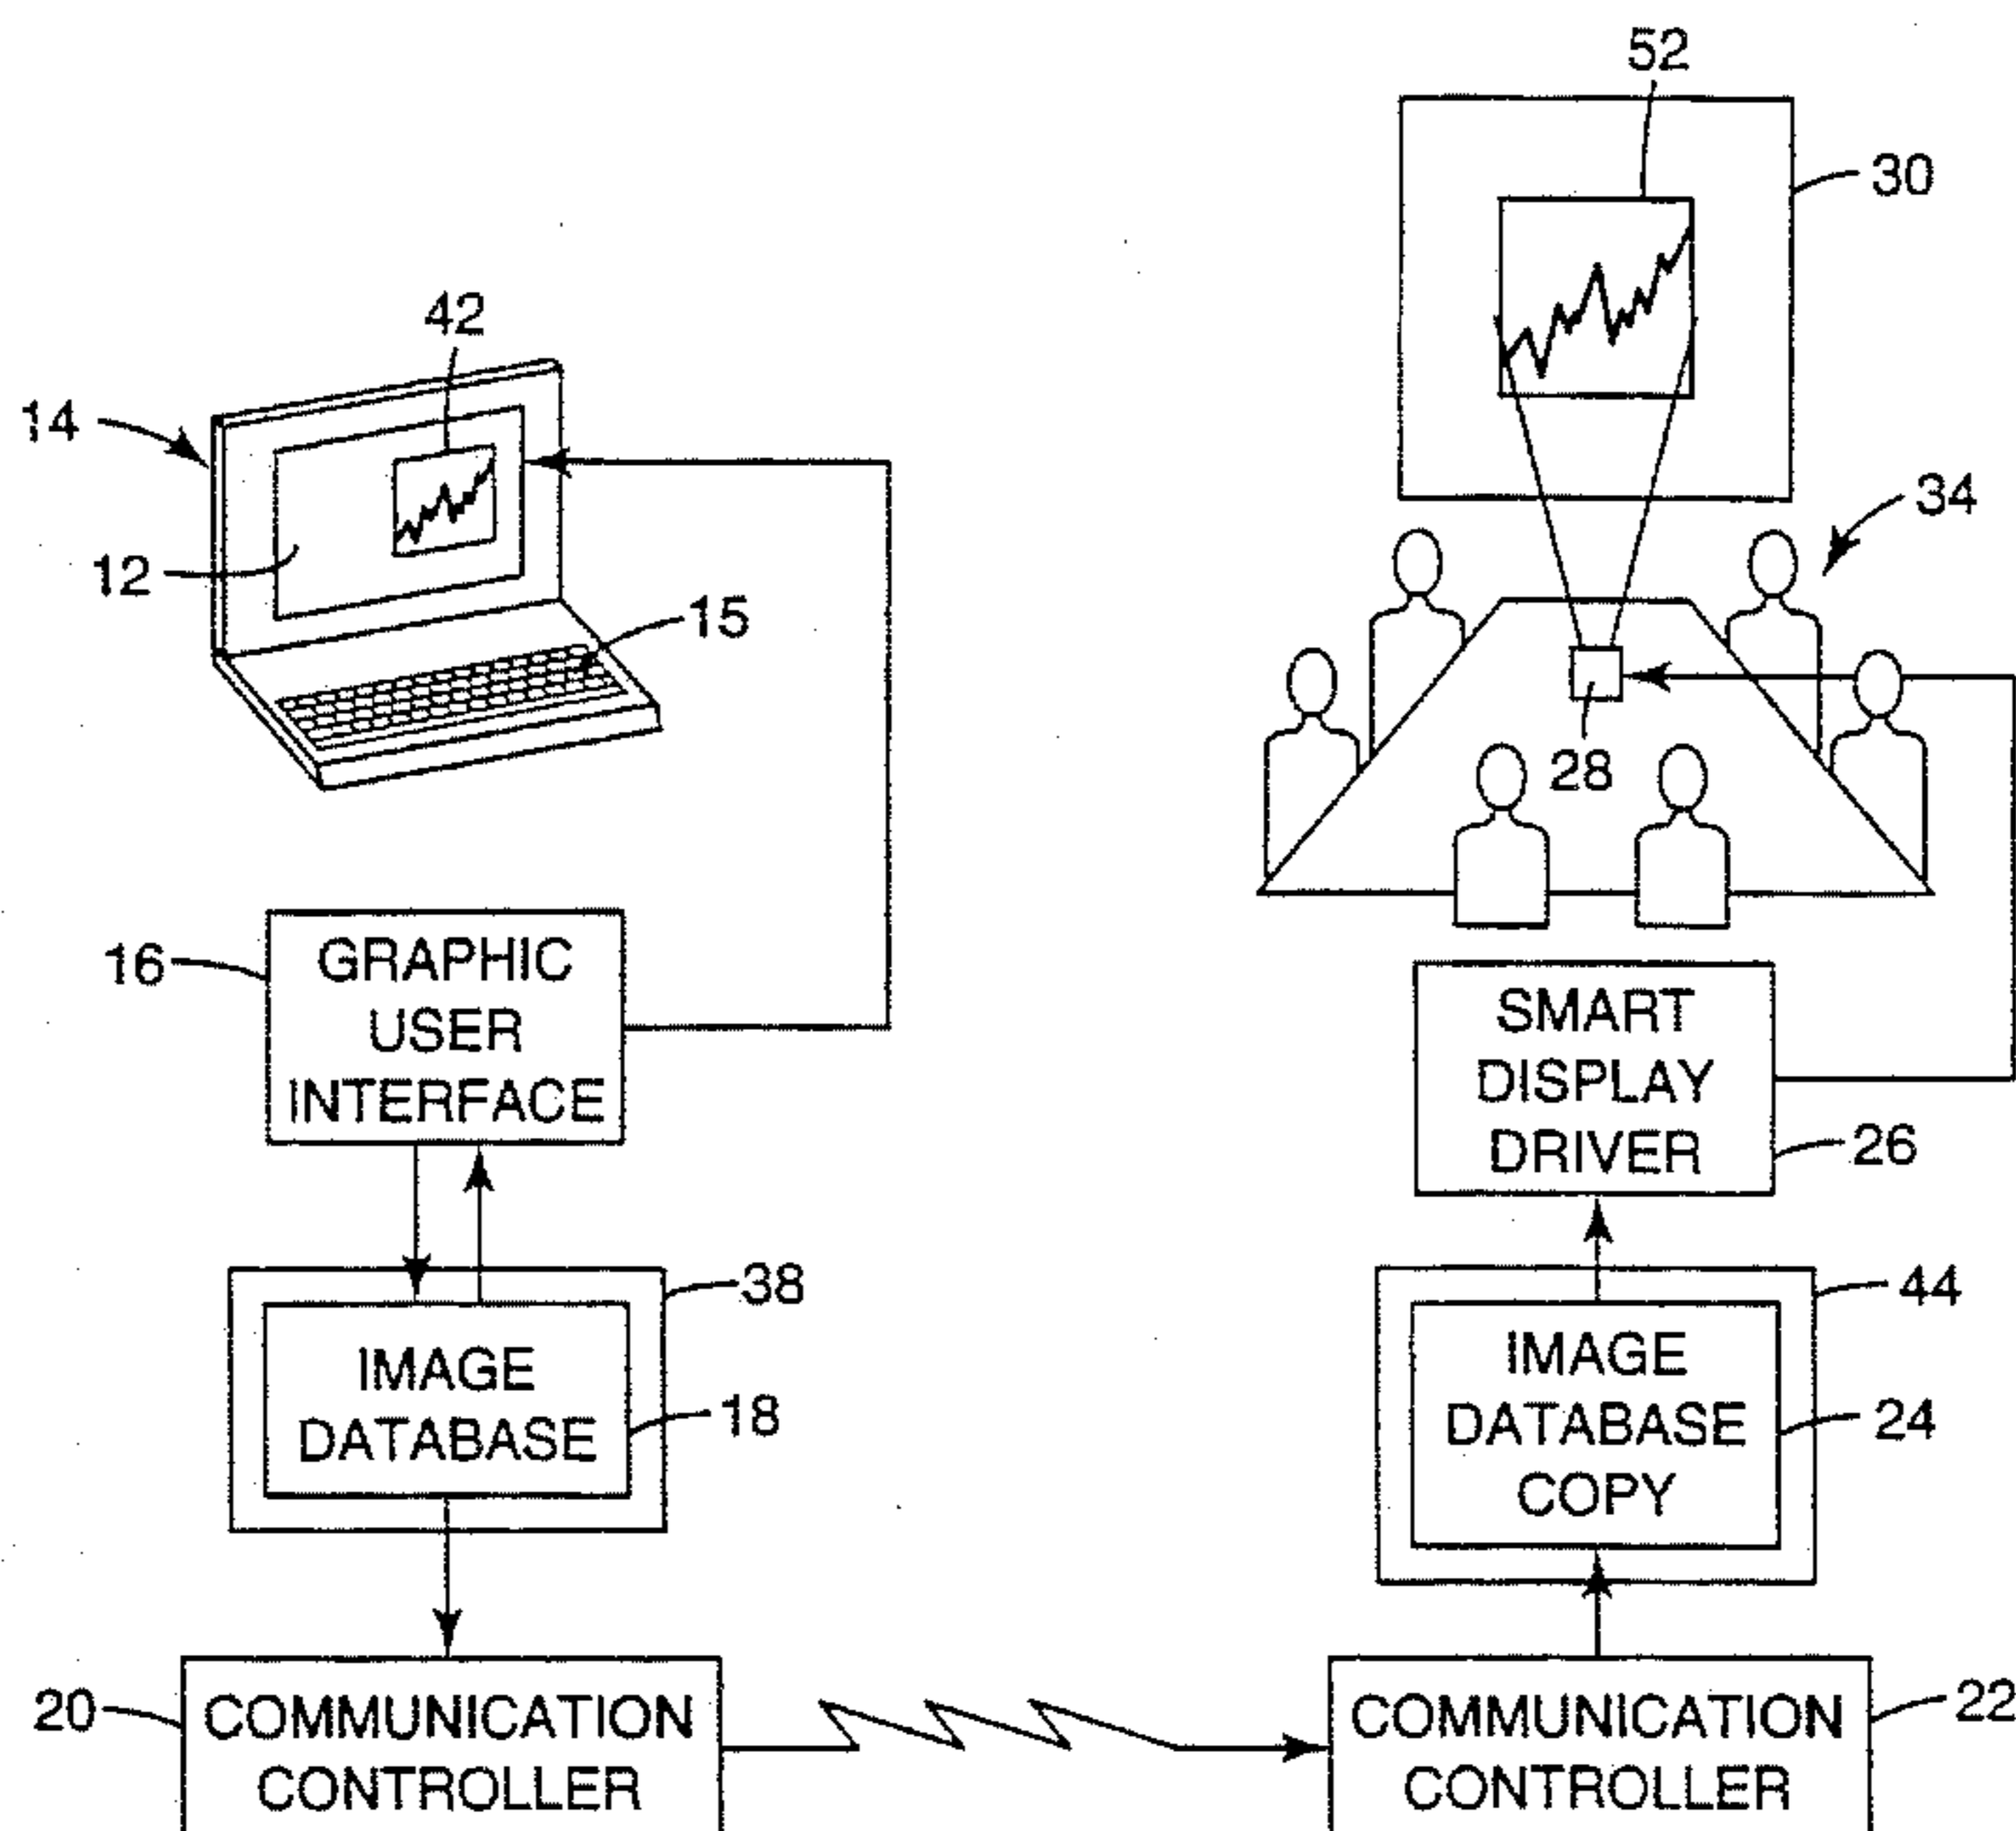 52
30
42
14
34
12
15
28
16
GRAPHIC
USER
INTERFACE
SMART
DISPLAY
DRIVER
26
38
44
IMAGE
DATABASE
18
IMAGE
DATABASE
COPY
24
20
COMMUNICATION
CONTROLLER
COMMUNICATION
CONTROLLER
22